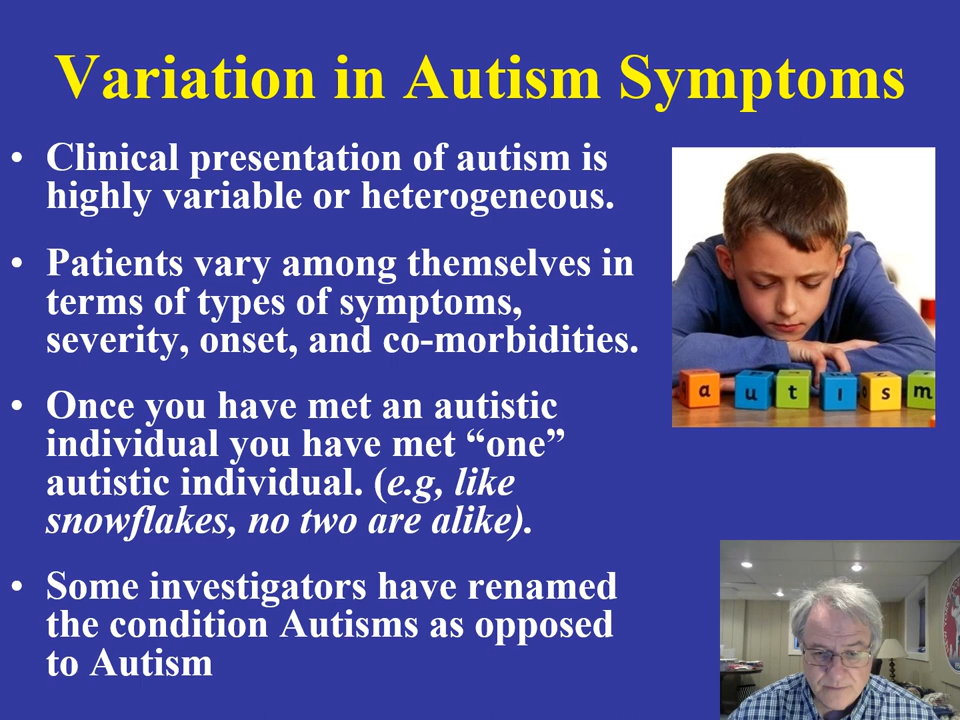 Variation in Autism Symptoms
• Clinical presentation of autism is
highly variable or heterogeneous.
• Patients vary among themselves in
terms of types of symptoms,
severity, onset, and co-morbidities.
• Once you have met an autistic
individual you have met “one”
autistic individual. (e.g, like
snowflakes, no two are alike).
• Some investigators have renamed
the condition Autisms as opposed
to Autism
a u t i s m